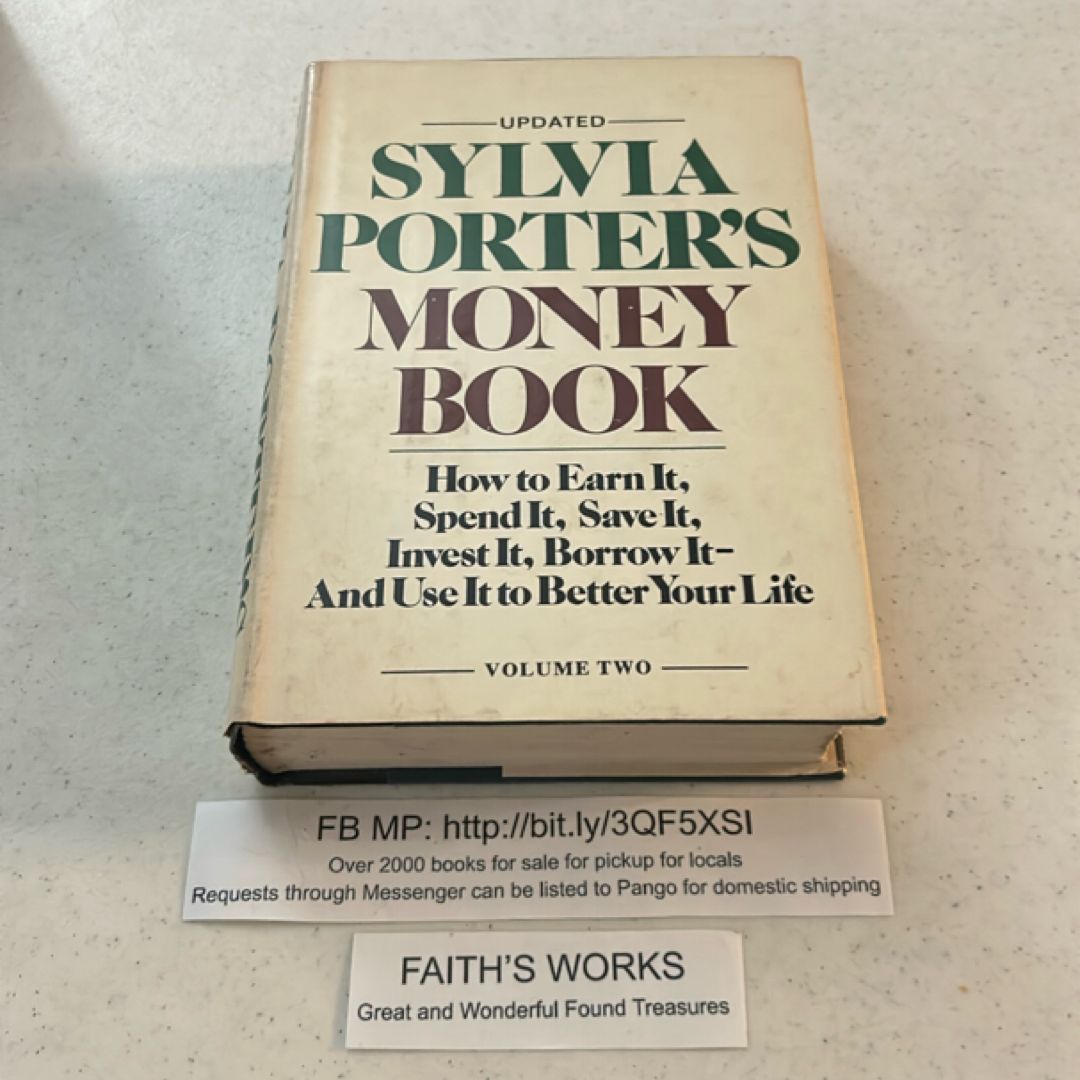 UPDATED
SYLVIA
PORTER'S
MONEY
BOOK
How to Earn It,
Spend It, Save It,
Invest It, Borrow It–
And Use It to Better Your Life
VOLUME TWO
FB MP: http://bit.ly/3QF5XSI
Over 2000 books for sale for pickup for locals
Requests through Messenger can be listed to Pango for domestic shipping
FAITH'S WORKS
Great and Wonderful Found Treasures